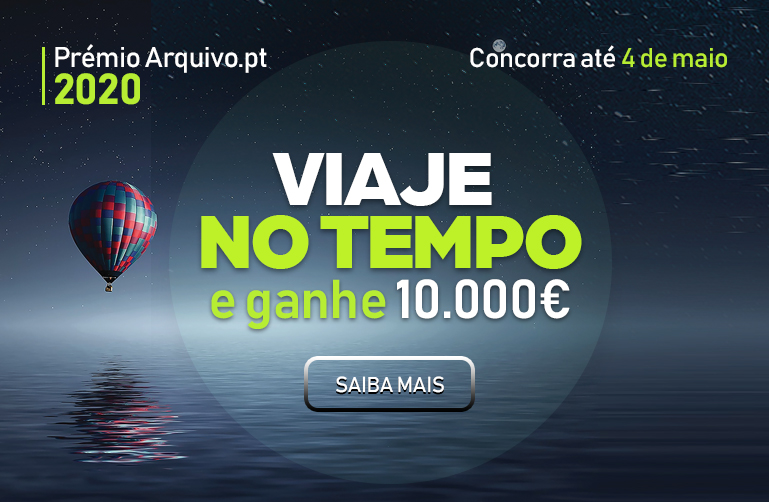 Prémio Arquivo.pt
2020
Concorra até 4 de maio
VIAJE
NO TEMPO
e ganhe 10.000€
SAIBA MAIS